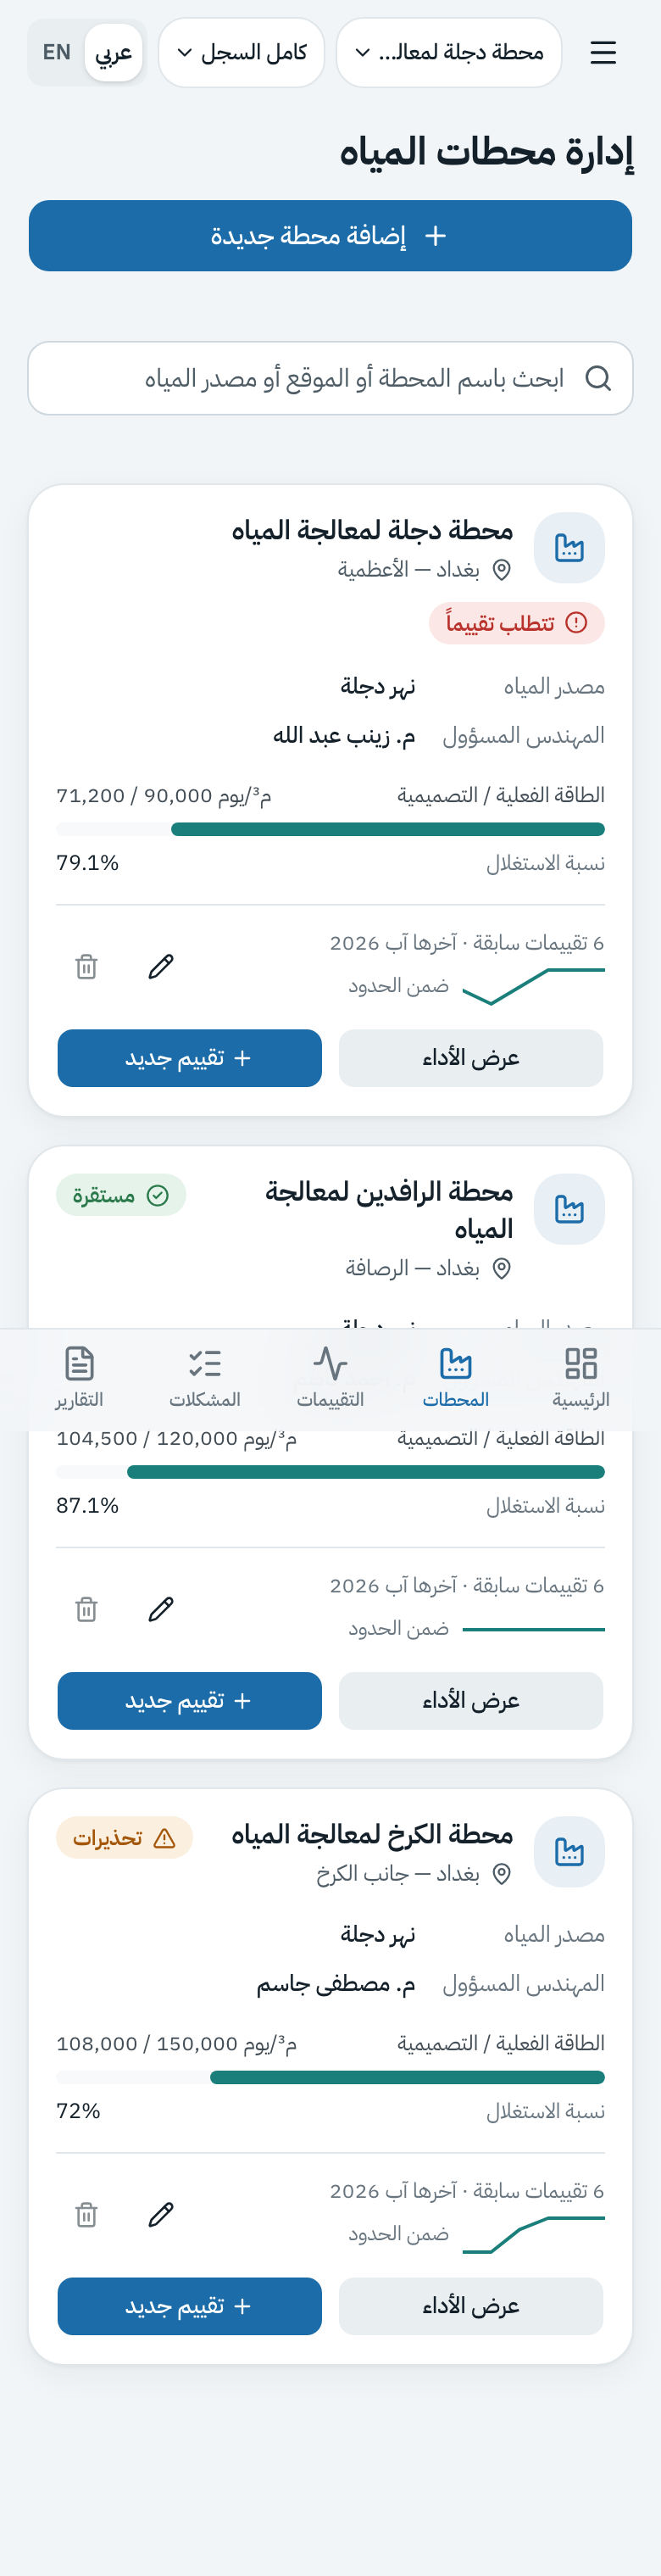 محطة دجلة لمعالـ...
كامل السجل
عربي
EN
إدارة محطات المياه
+ إضافة محطة جديدة
ابحث باسم المحطة أو الموقع أو مصدر المياه
محطة دجلة لمعالجة المياه
بغداد — الأعظمية
تتطلب تقييماً
مصدر المياه نهر دجلة
المهندس المسؤول م. زينب عبد الله
الطاقة الفعلية / التصميمية 71,200 / 90,000 م³/يوم
نسبة الاستغلال 79.1%
6 تقييمات سابقة · آخرها آب 2026
ضمن الحدود
عرض الأداء
+ تقييم جديد
محطة الرافدين لمعالجة
المياه
مستقرة
بغداد — الرصافة
الرئيسية
المحطات
التقييمات
المشكلات
التقارير
الطاقة الفعلية / التصميمية 104,500 / 120,000 م³/يوم
نسبة الاستغلال 87.1%
6 تقييمات سابقة · آخرها آب 2026
ضمن الحدود
عرض الأداء
+ تقييم جديد
محطة الكرخ لمعالجة المياه
تحذيرات
بغداد — جانب الكرخ
مصدر المياه نهر دجلة
المهندس المسؤول م. مصطفى جاسم
الطاقة الفعلية / التصميمية 108,000 / 150,000 م³/يوم
نسبة الاستغلال 72%
6 تقييمات سابقة · آخرها آب 2026
ضمن الحدود
عرض الأداء
+ تقييم جديد